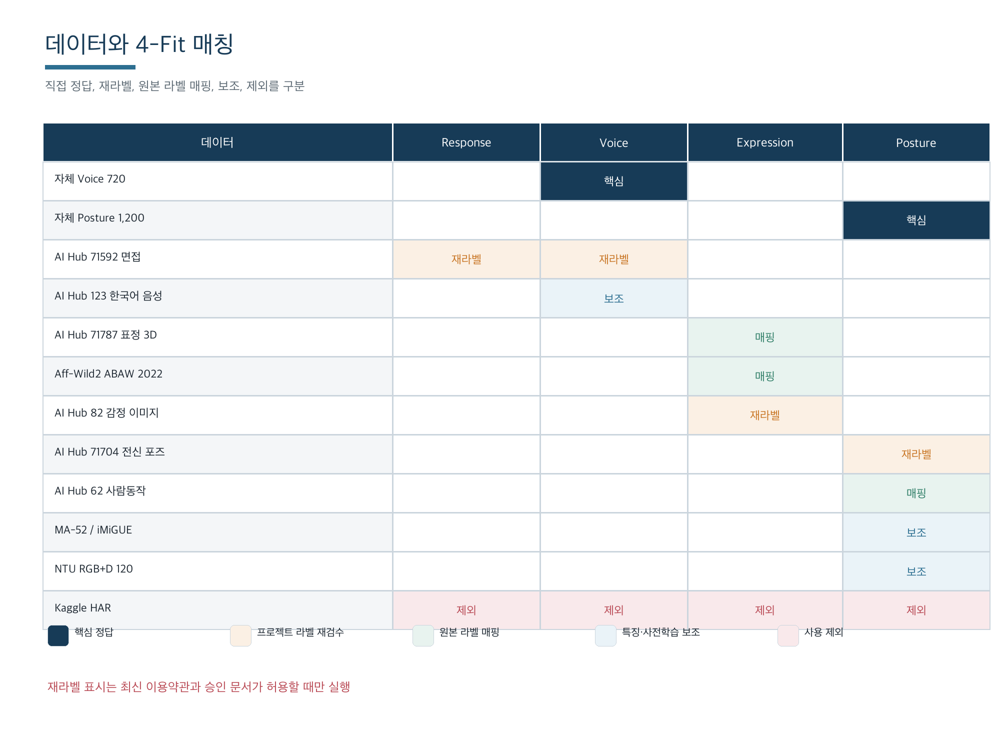 데이터와 4-Fit 매칭
직접 정답, 재라벨, 원본 라벨 매핑, 보조, 제외를 구분
데이터 Response Voice Expression Posture
자체 Voice 720 핵심
자체 Posture 1,200 핵심
AI Hub 71592 면접 재라벨 재라벨
AI Hub 123 한국어 음성 보조
AI Hub 71787 표정 3D 매핑
Aff-Wild2 ABAW 2022 매핑
AI Hub 82 감정 이미지 재라벨
AI Hub 71704 전신 포즈 재라벨
AI Hub 62 사람동작 매핑
MA-52 / iMiGUE 보조
NTU RGB+D 120 보조
Kaggle HAR 제외 제외 제외 제외
핵심 정답 프로젝트 라벨 재검수 원본 라벨 매핑 특징·사전학습 보조 사용 제외
재라벨 표시는 최신 이용약관과 승인 문서가 허용할 때만 실행